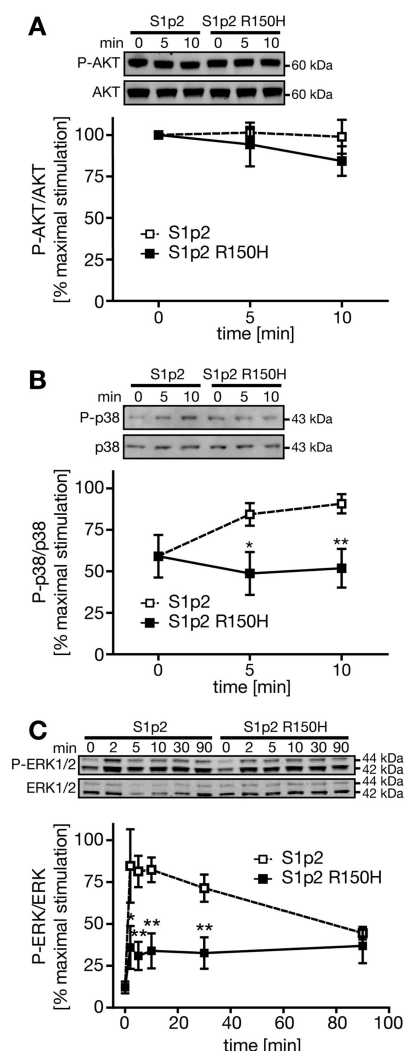 A
S1p2 S1p2 R150H
min 0 5 10 0 5 10
P-AKT 60 kDa
AKT 60 kDa
P-AKT/AKT
[% maximal stimulation]
100
75
50
25
0
S1p2
S1p2 R150H
0 5 10
time [min]
B
S1p2 S1p2 R150H
min 0 5 10 0 5 10
P-p38 43 kDa
p38 43 kDa
P-p38/p38
[% maximal stimulation]
100
75
50
25
0
* **
S1p2
S1p2 R150H
0 5 10
time [min]
C
S1p2 S1p2 R150H
min 0 2 5 10 30 90 0 2 5 10 30 90
P-ERK1/2 44 kDa
42 kDa
ERK1/2 44 kDa
42 kDa
P-ERK/ERK
[% maximal stimulation]
100
75
50
25
0
S1p2
S1p2 R150H
* ** ** **
0 20 40 60 80 100
time [min]